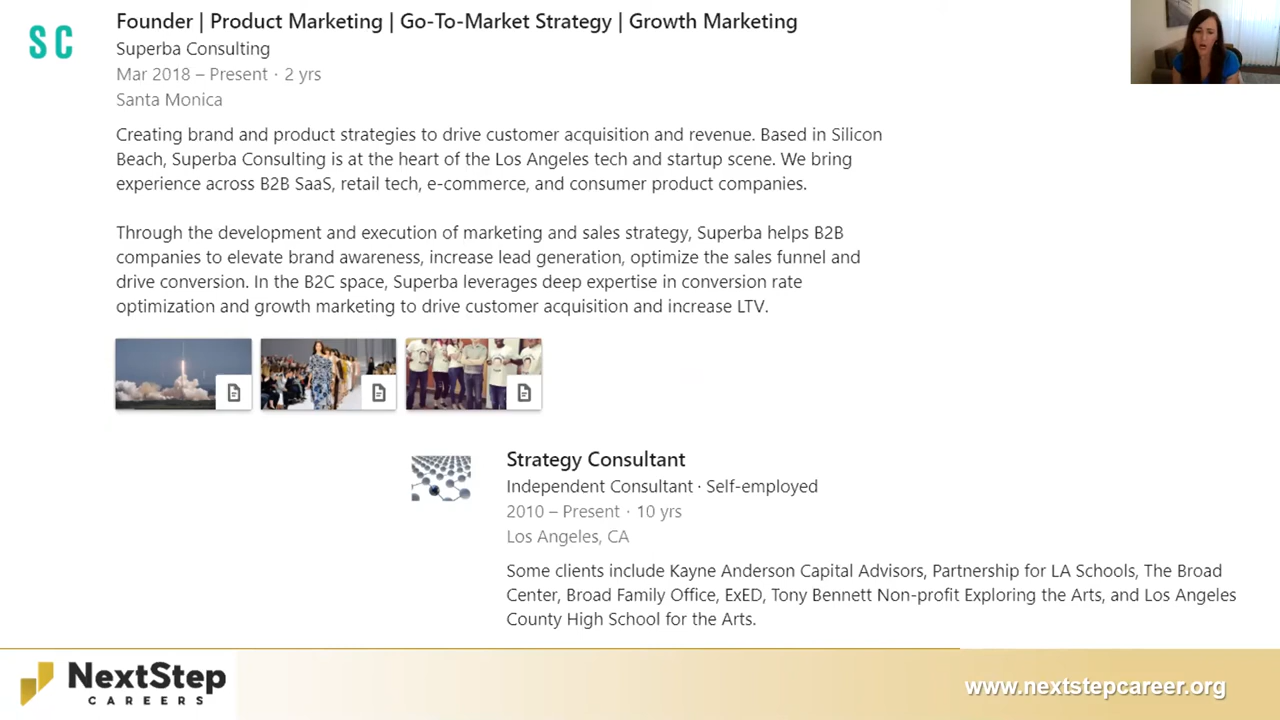 SC
Founder | Product Marketing | Go-To-Market Strategy | Growth Marketing
Superba Consulting
Mar 2018 – Present · 2 yrs
Santa Monica
Creating brand and product strategies to drive customer acquisition and revenue. Based in Silicon
Beach, Superba Consulting is at the heart of the Los Angeles tech and startup scene. We bring
experience across B2B SaaS, retail tech, e-commerce, and consumer product companies.
Through the development and execution of marketing and sales strategy, Superba helps B2B
companies to elevate brand awareness, increase lead generation, optimize the sales funnel and
drive conversion. In the B2C space, Superba leverages deep expertise in conversion rate
optimization and growth marketing to drive customer acquisition and increase LTV.
Strategy Consultant
Independent Consultant · Self-employed
2010 – Present · 10 yrs
Los Angeles, CA
Some clients include Kayne Anderson Capital Advisors, Partnership for LA Schools, The Broad
Center, Broad Family Office, ExED, Tony Bennett Non-profit Exploring the Arts, and Los Angeles
County High School for the Arts.
NextStep
CAREERS
www.nextstepcareer.org